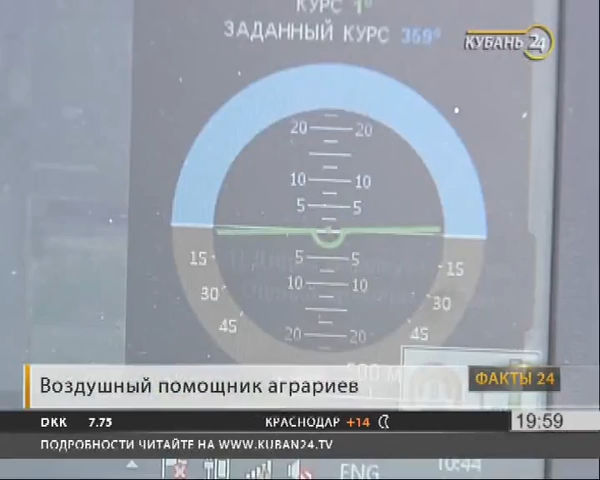 КУРС 1°
ЗАДАННЫЙ КУРС 359°
КУБАНЬ 24
20 20
10 10
5 5
5 5
15 15
10 10
30 30
45 45
20 20
500 М
Воздушный помощник аграриев
ФАКТЫ 24
DKK 7.75 КРАСНОДАР +14 19:59
ПОДРОБНОСТИ ЧИТАЙТЕ НА WWW.KUBAN24.TV
ENG 10:44